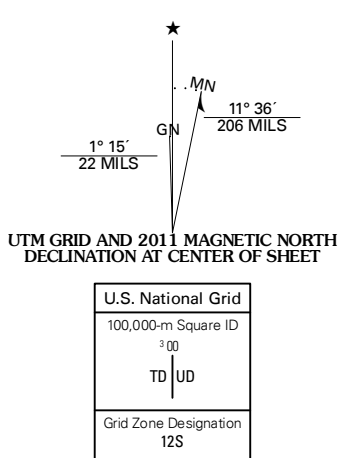 ★
MN
11° 36´
206 MILS
GN
1° 15´
22 MILS
UTM GRID AND 2011 MAGNETIC NORTH
DECLINATION AT CENTER OF SHEET
U.S. National Grid
100,000-m Square ID
³00
TD UD
Grid Zone Designation
12S